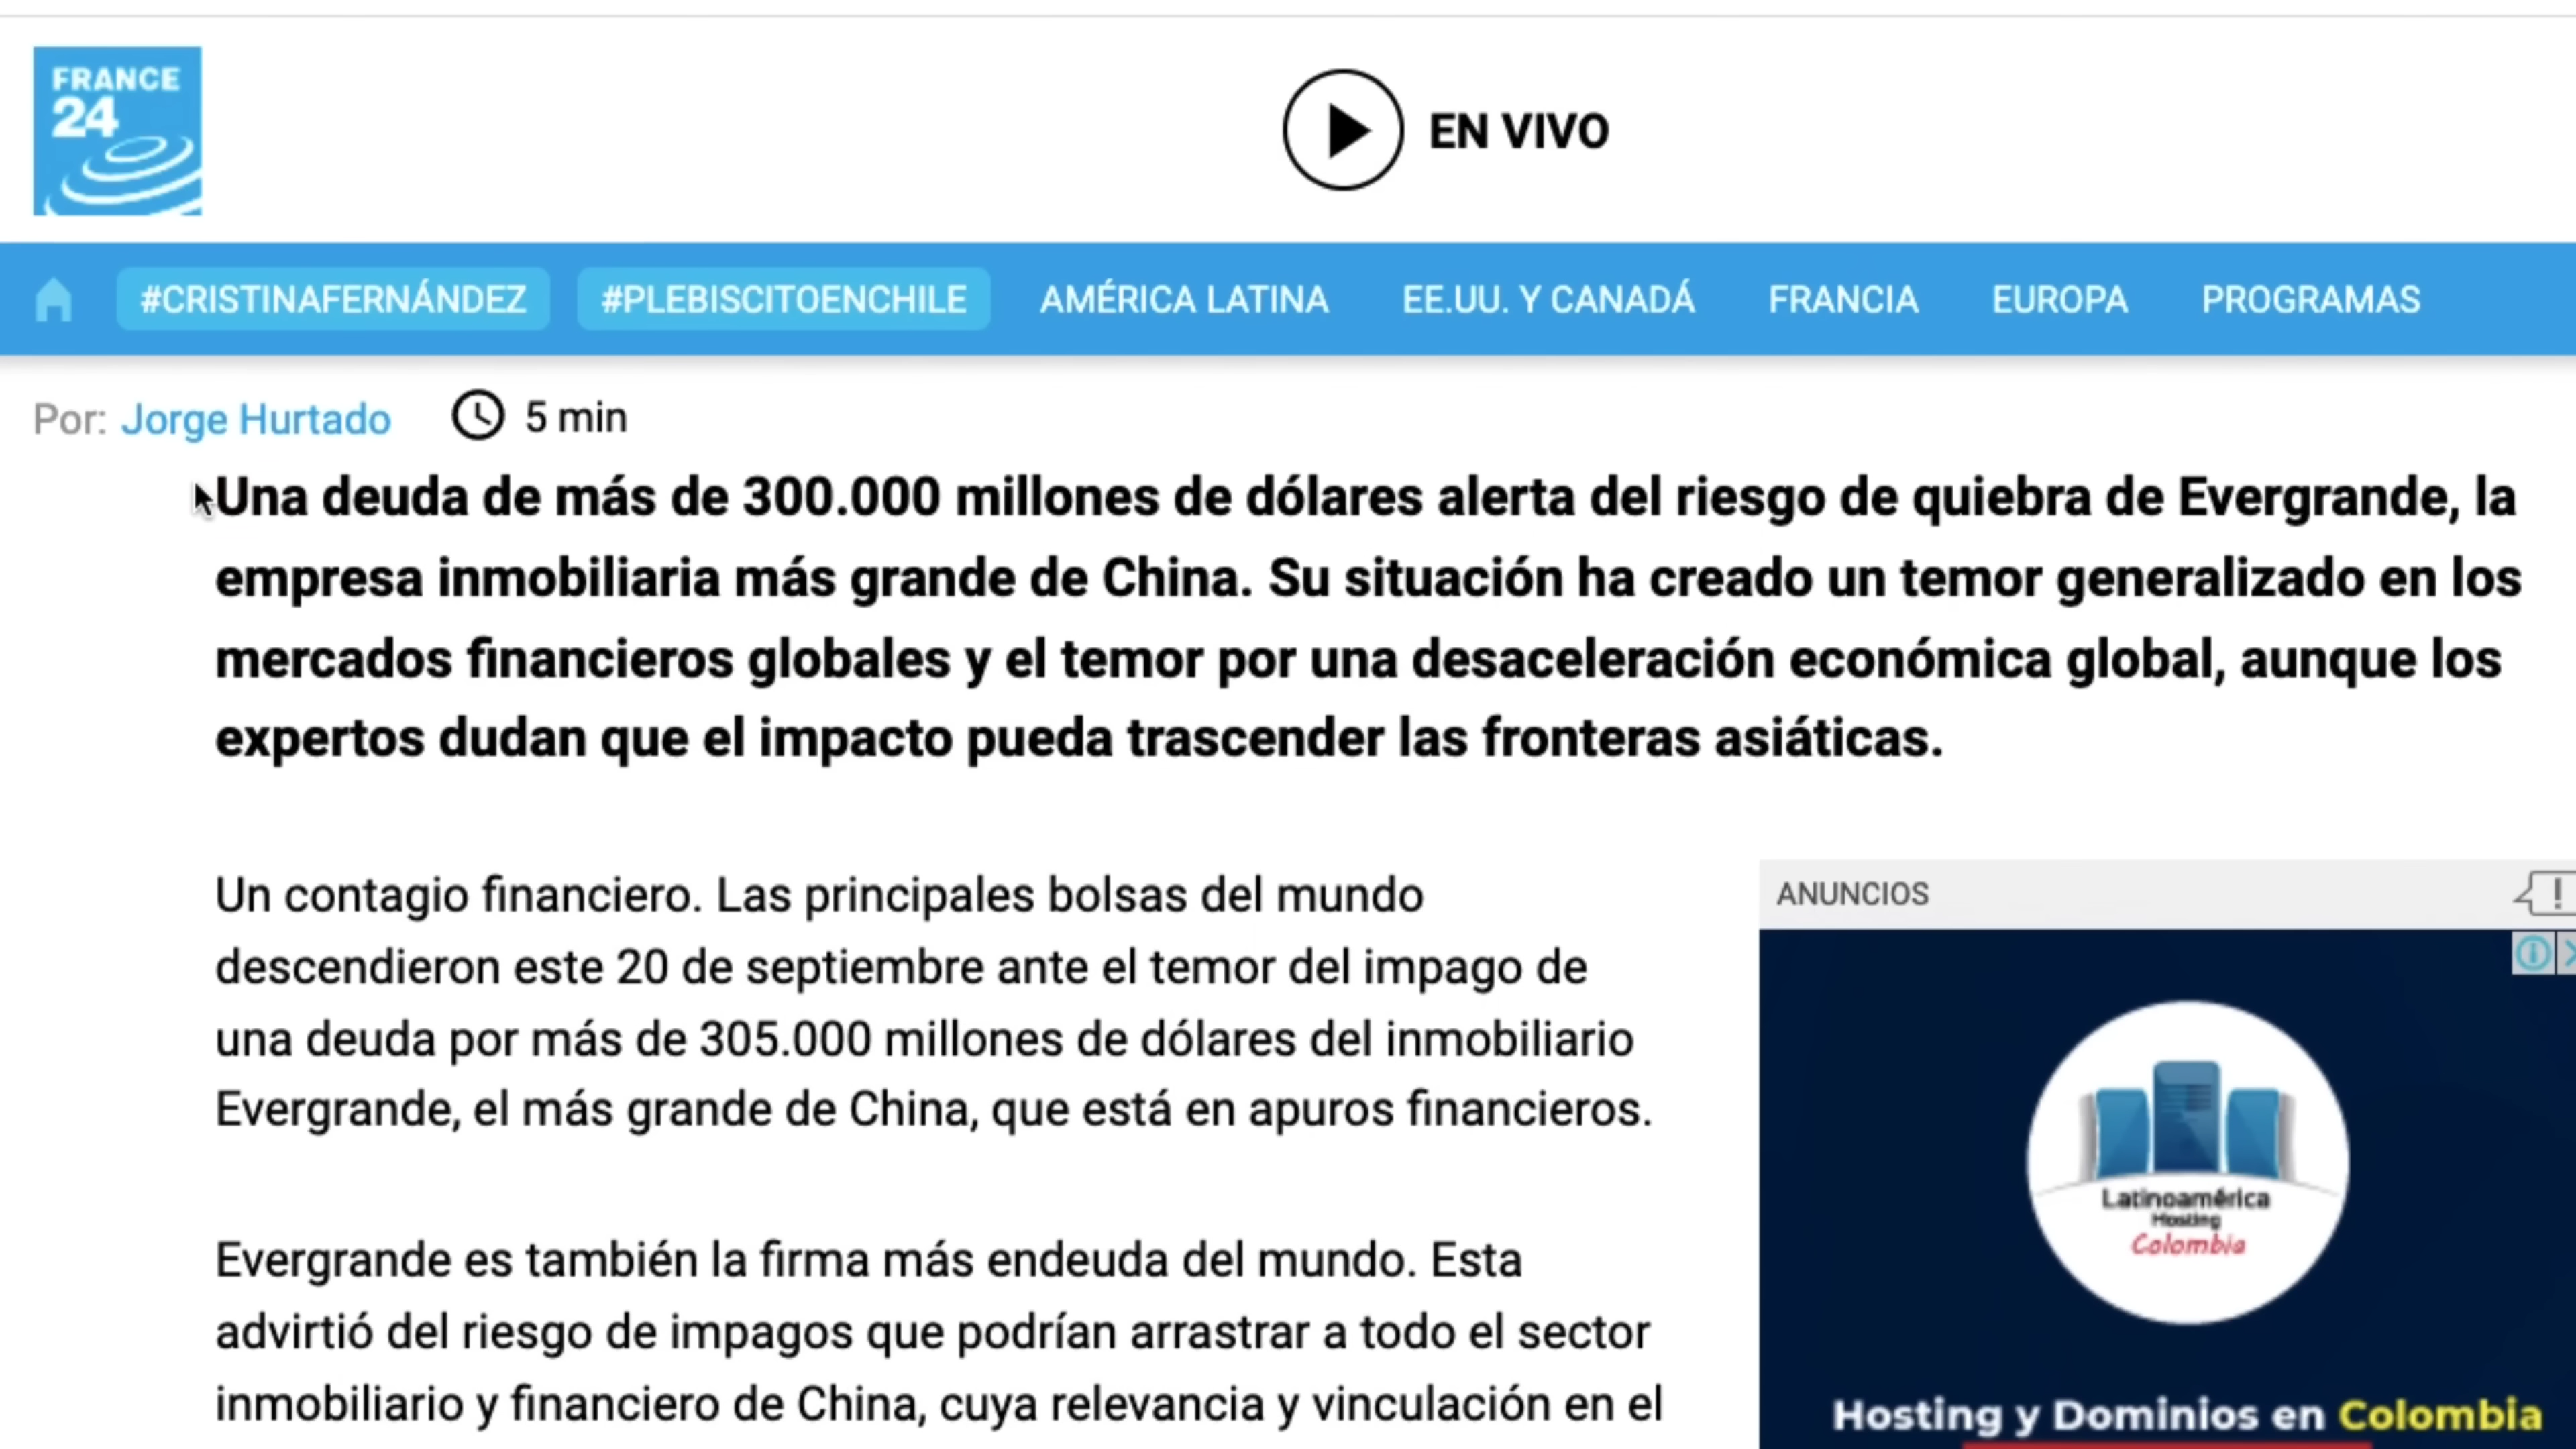 FRANCE
24
EN VIVO
#CRISTINAFERNÁNDEZ #PLEBISCITOENCHILE AMÉRICA LATINA EE.UU. Y CANADÁ FRANCIA EUROPA PROGRAMAS
Por: Jorge Hurtado 5 min
Una deuda de más de 300.000 millones de dólares alerta del riesgo de quiebra de Evergrande, la
empresa inmobiliaria más grande de China. Su situación ha creado un temor generalizado en los
mercados financieros globales y el temor por una desaceleración económica global, aunque los
expertos dudan que el impacto pueda trascender las fronteras asiáticas.
Un contagio financiero. Las principales bolsas del mundo
descendieron este 20 de septiembre ante el temor del impago de
una deuda por más de 305.000 millones de dólares del inmobiliario
Evergrande, el más grande de China, que está en apuros financieros.
Evergrande es también la firma más endeuda del mundo. Esta
advirtió del riesgo de impagos que podrían arrastrar a todo el sector
inmobiliario y financiero de China, cuya relevancia y vinculación en el
ANUNCIOS
Latinoamérica
Hosting
Colombia
Hosting y Dominios en Colombia